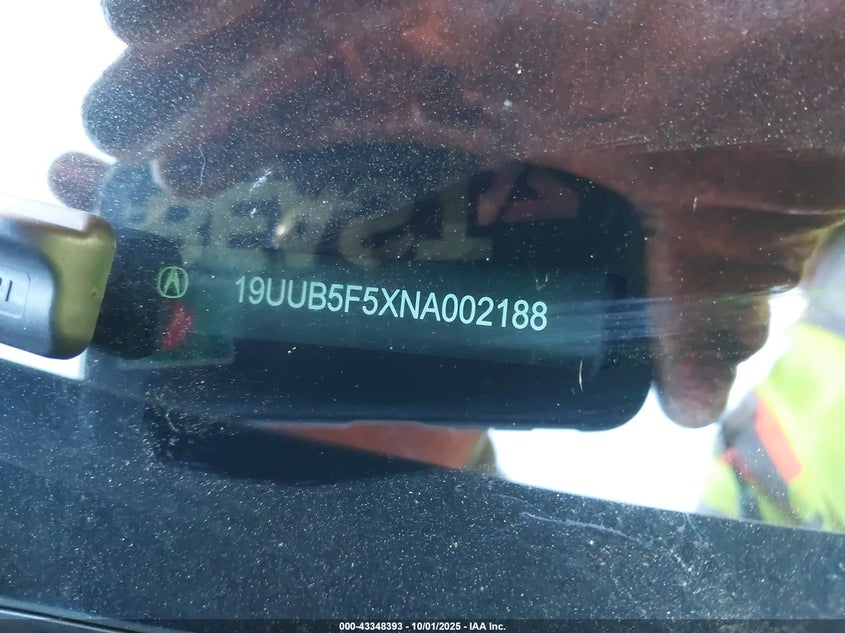 19UUB5F5XNA002188
000-43348393 - 10/01/2025 - IAA Inc.